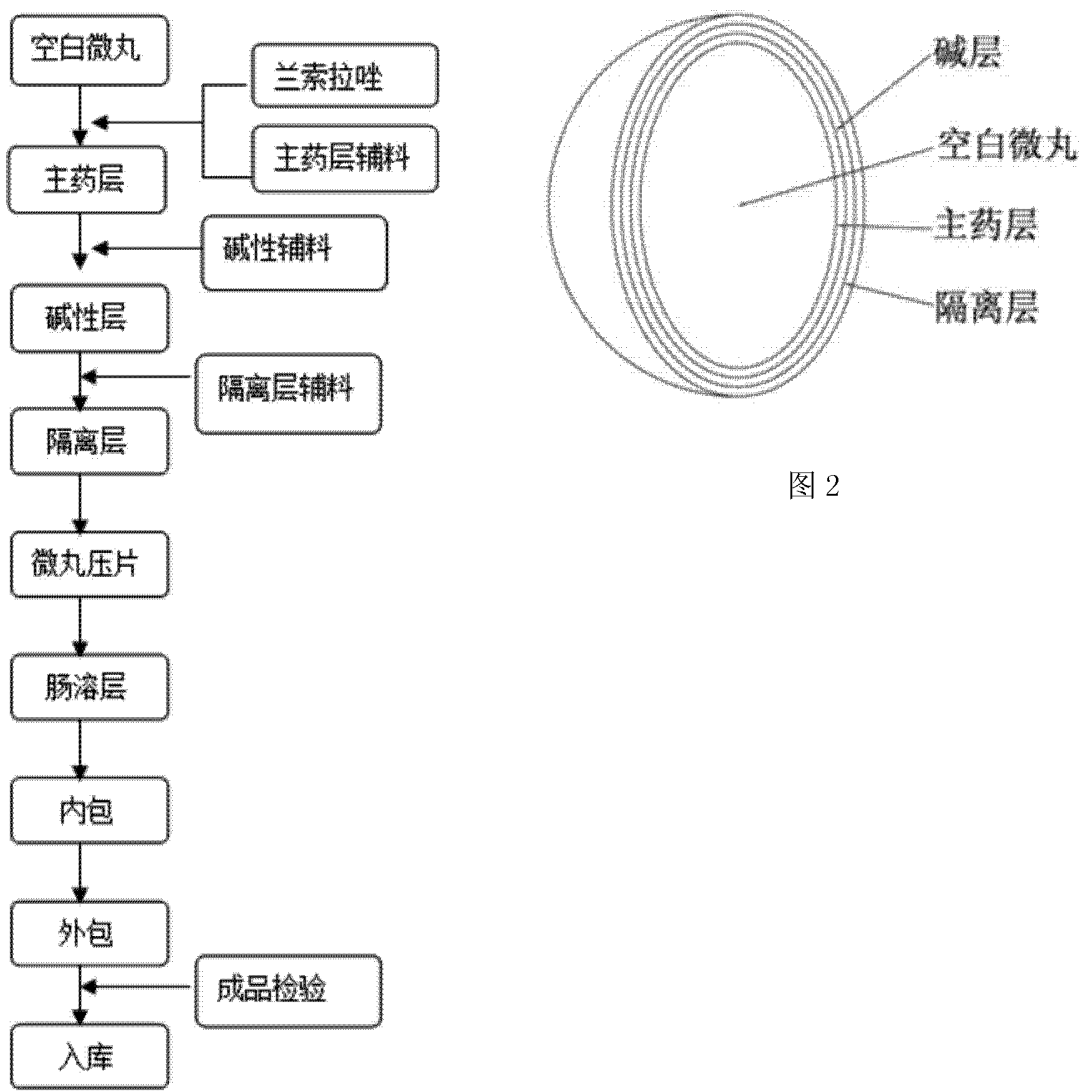 空白微丸
兰索拉唑
主药层辅料
主药层
碱性辅料
碱性层
隔离层辅料
隔离层
微丸压片
肠溶层
内包
外包
成品检验
入库
碱层
空白微丸
主药层
隔离层
图 2